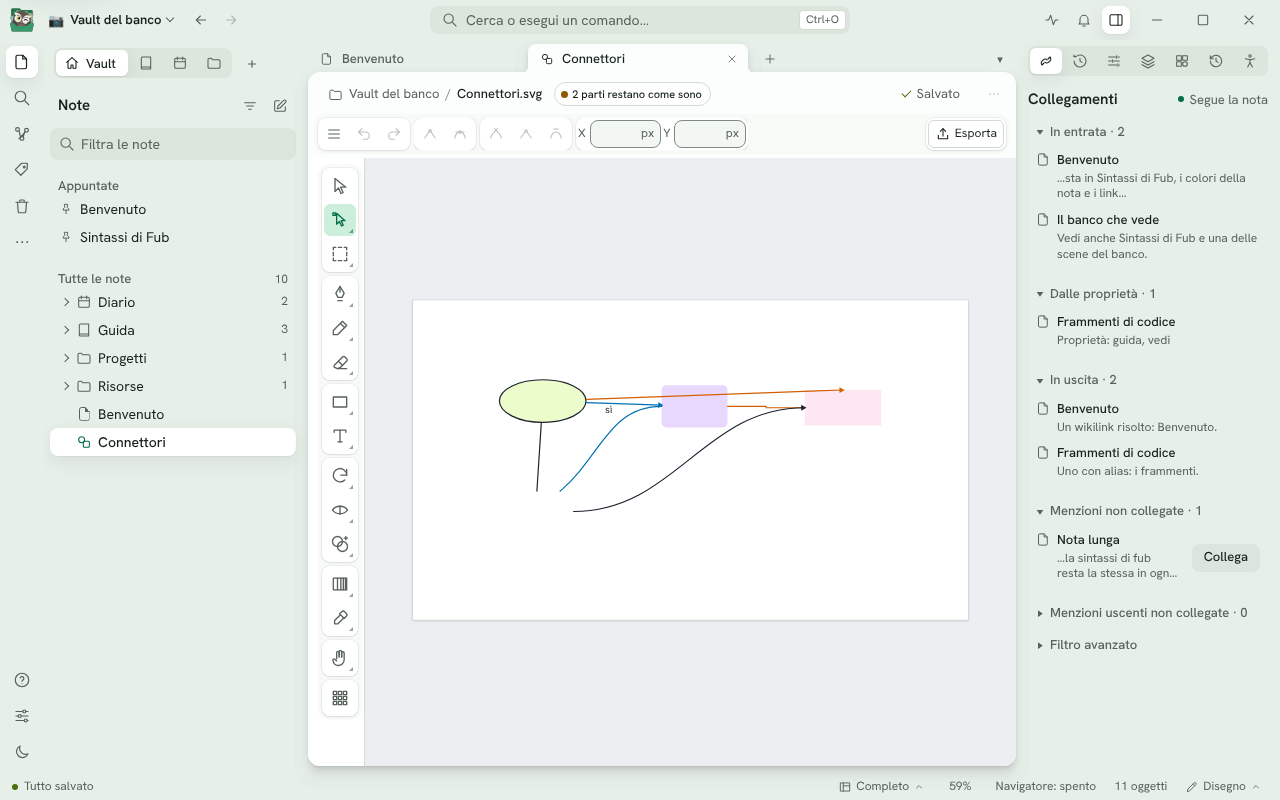 Vault del banco
Cerca o esegui un comando...
Ctrl+O
Vault
Benvenuto
Connettori
Note
Filtra le note
Appuntate
Benvenuto
Sintassi di Fub
Tutte le note 10
Diario 2
Guida 3
Progetti 1
Risorse 1
Benvenuto
Connettori
Vault del banco / Connettori.svg
2 parti restano come sono
Salvato
X px Y px
Esporta
sì
Collegamenti
Segue la nota
In entrata · 2
Benvenuto
...sta in Sintassi di Fub, i colori della
nota e i link...
Il banco che vede
Vedi anche Sintassi di Fub e una delle
scene del banco.
Dalle proprietà · 1
Frammenti di codice
Proprietà: guida, vedi
In uscita · 2
Benvenuto
Un wikilink risolto: Benvenuto.
Frammenti di codice
Uno con alias: i frammenti.
Menzioni non collegate · 1
Nota lunga
...la sintassi di fub
resta la stessa in ogn...
Collega
Menzioni uscenti non collegate · 0
Filtro avanzato
Tutto salvato
Completo
59%
Navigatore: spento
11 oggetti
Disegno